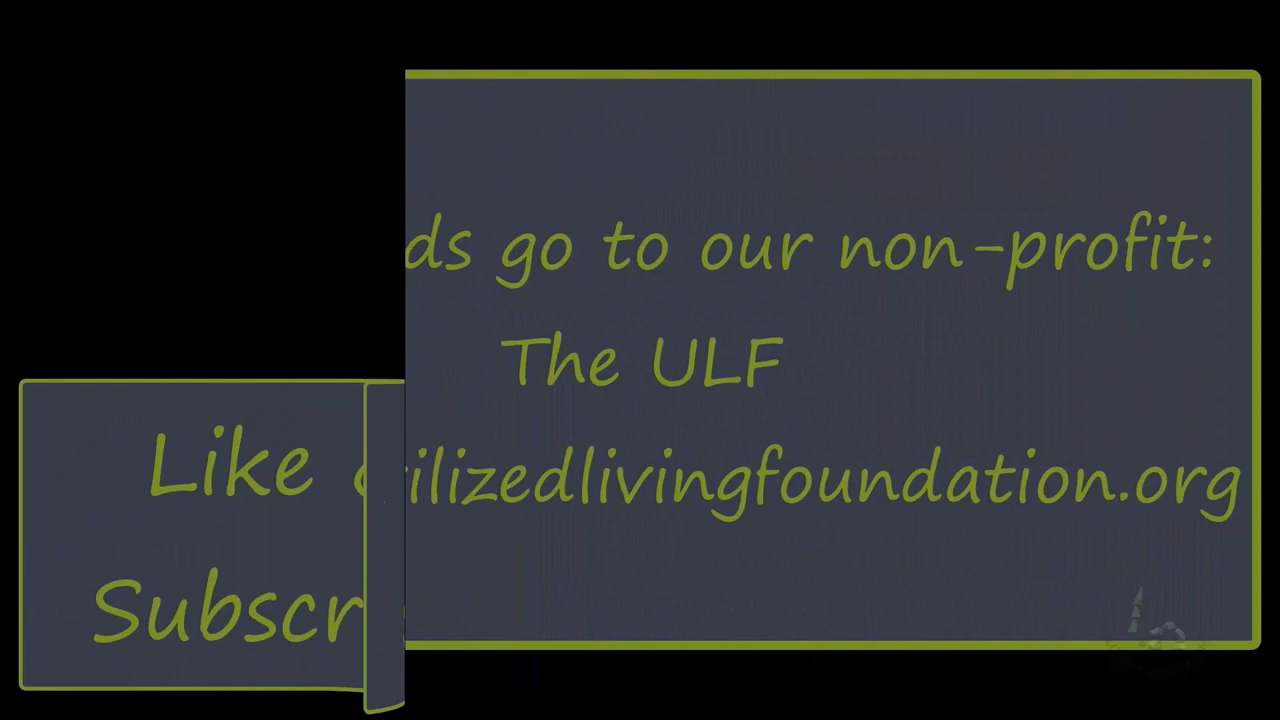 ds go to our non-profit:
The ULF
ilizedlivingfoundation.org
Like
Subscr